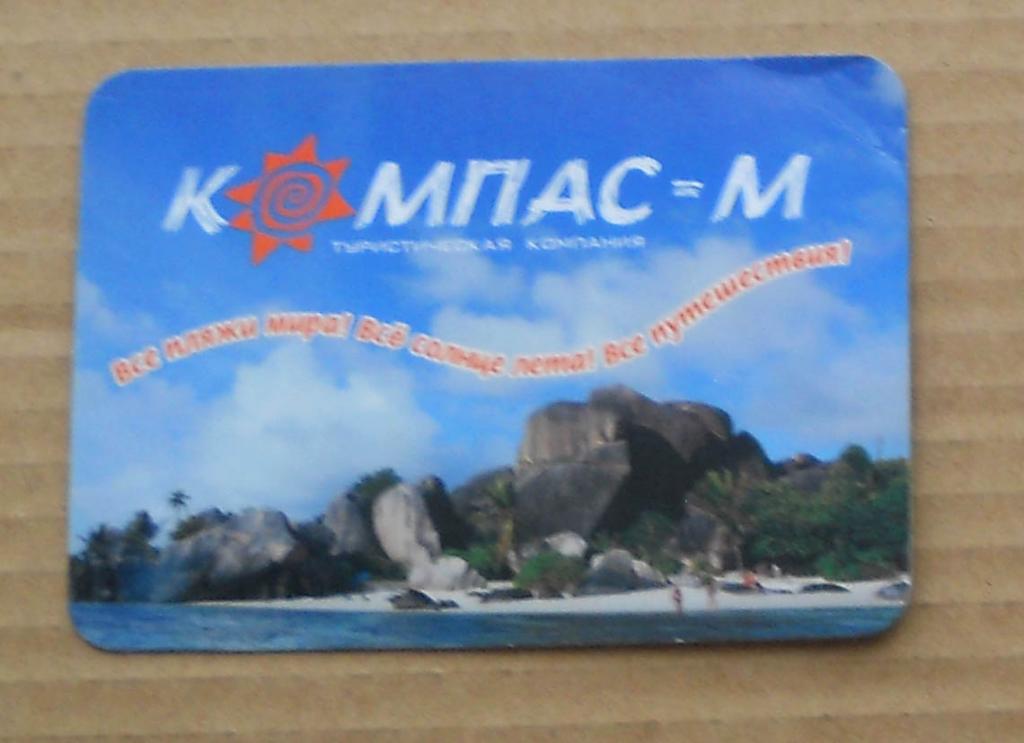 КОМПАС-М
ТУРИСТИЧЕСКАЯ КОМПАНИЯ
Все пляжи мира! Всё солнце лета! Все путешествия!